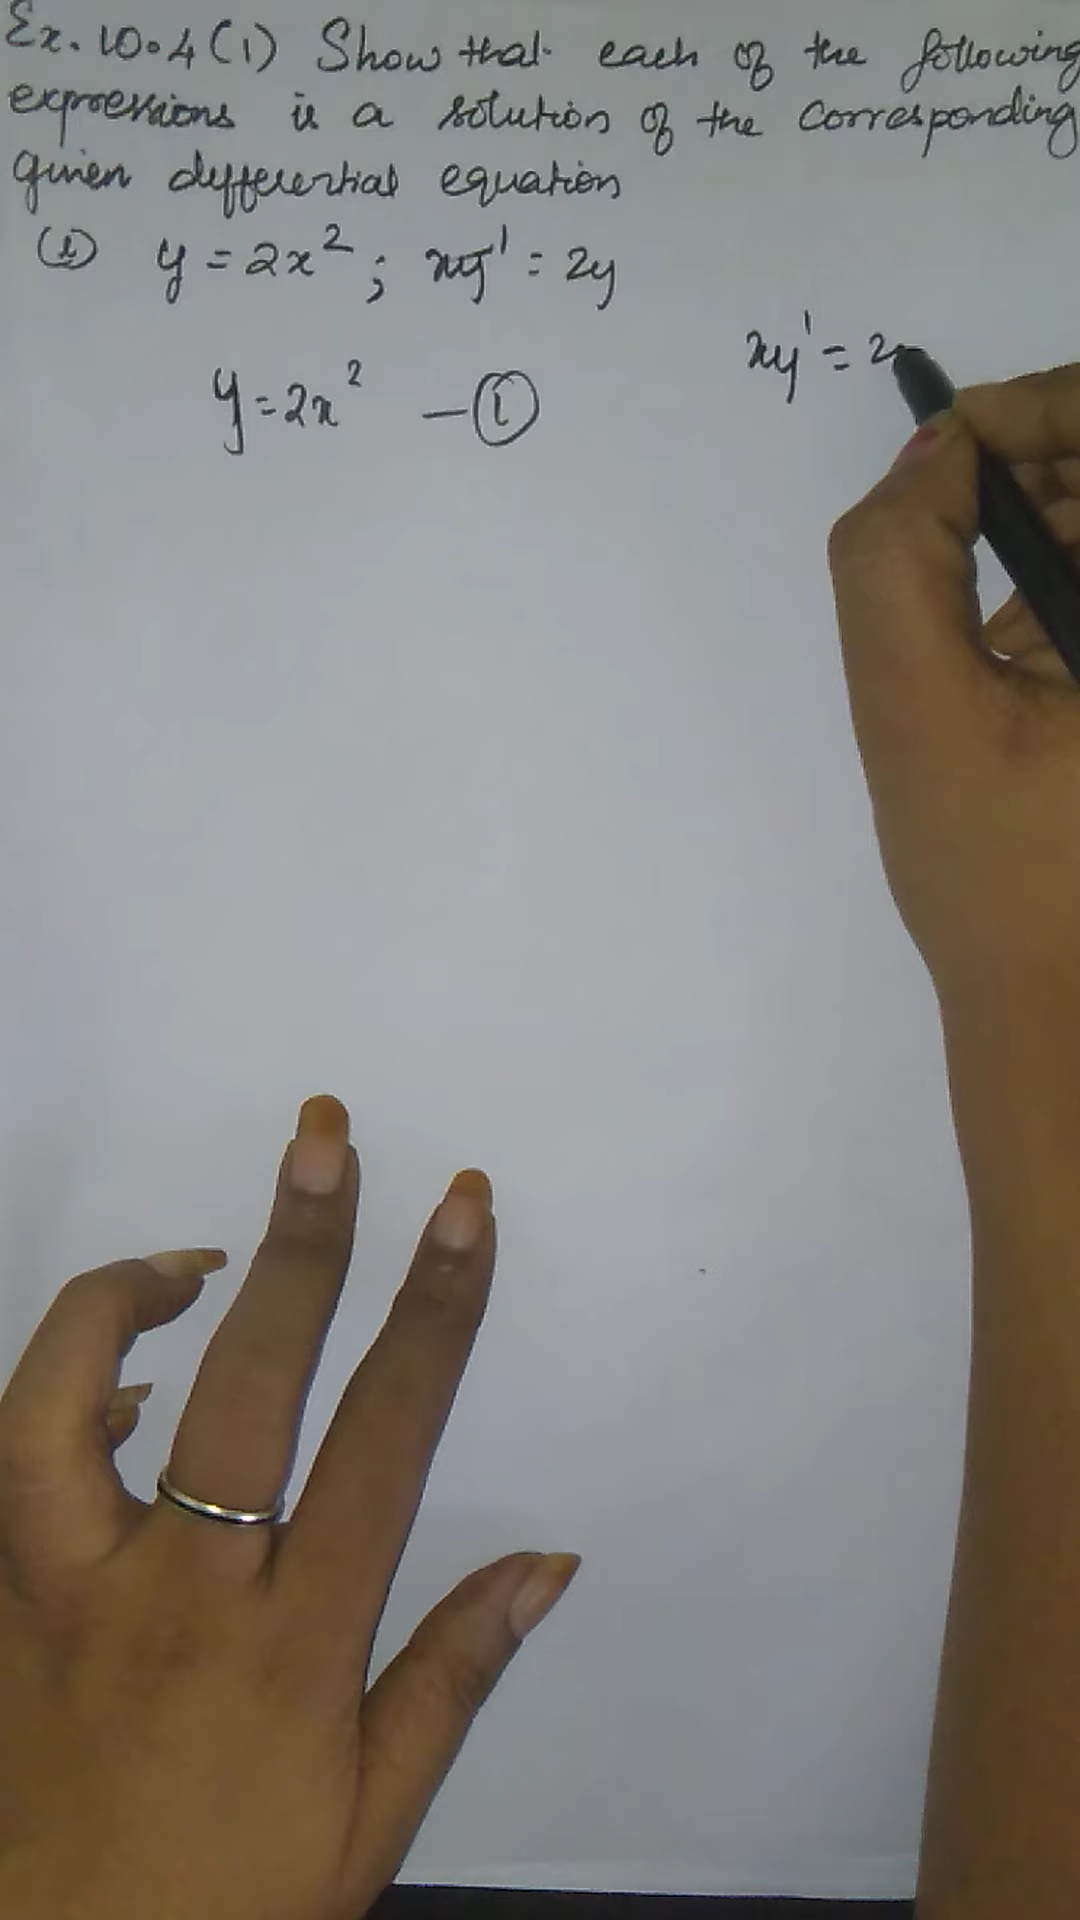 Ex. 10.4 (1) Show that each of the following
expressions is a solution of the corresponding
given differential equation
(i) y = 2x² ; xy' = 2y
xy' = 2
y = 2x² – (i)